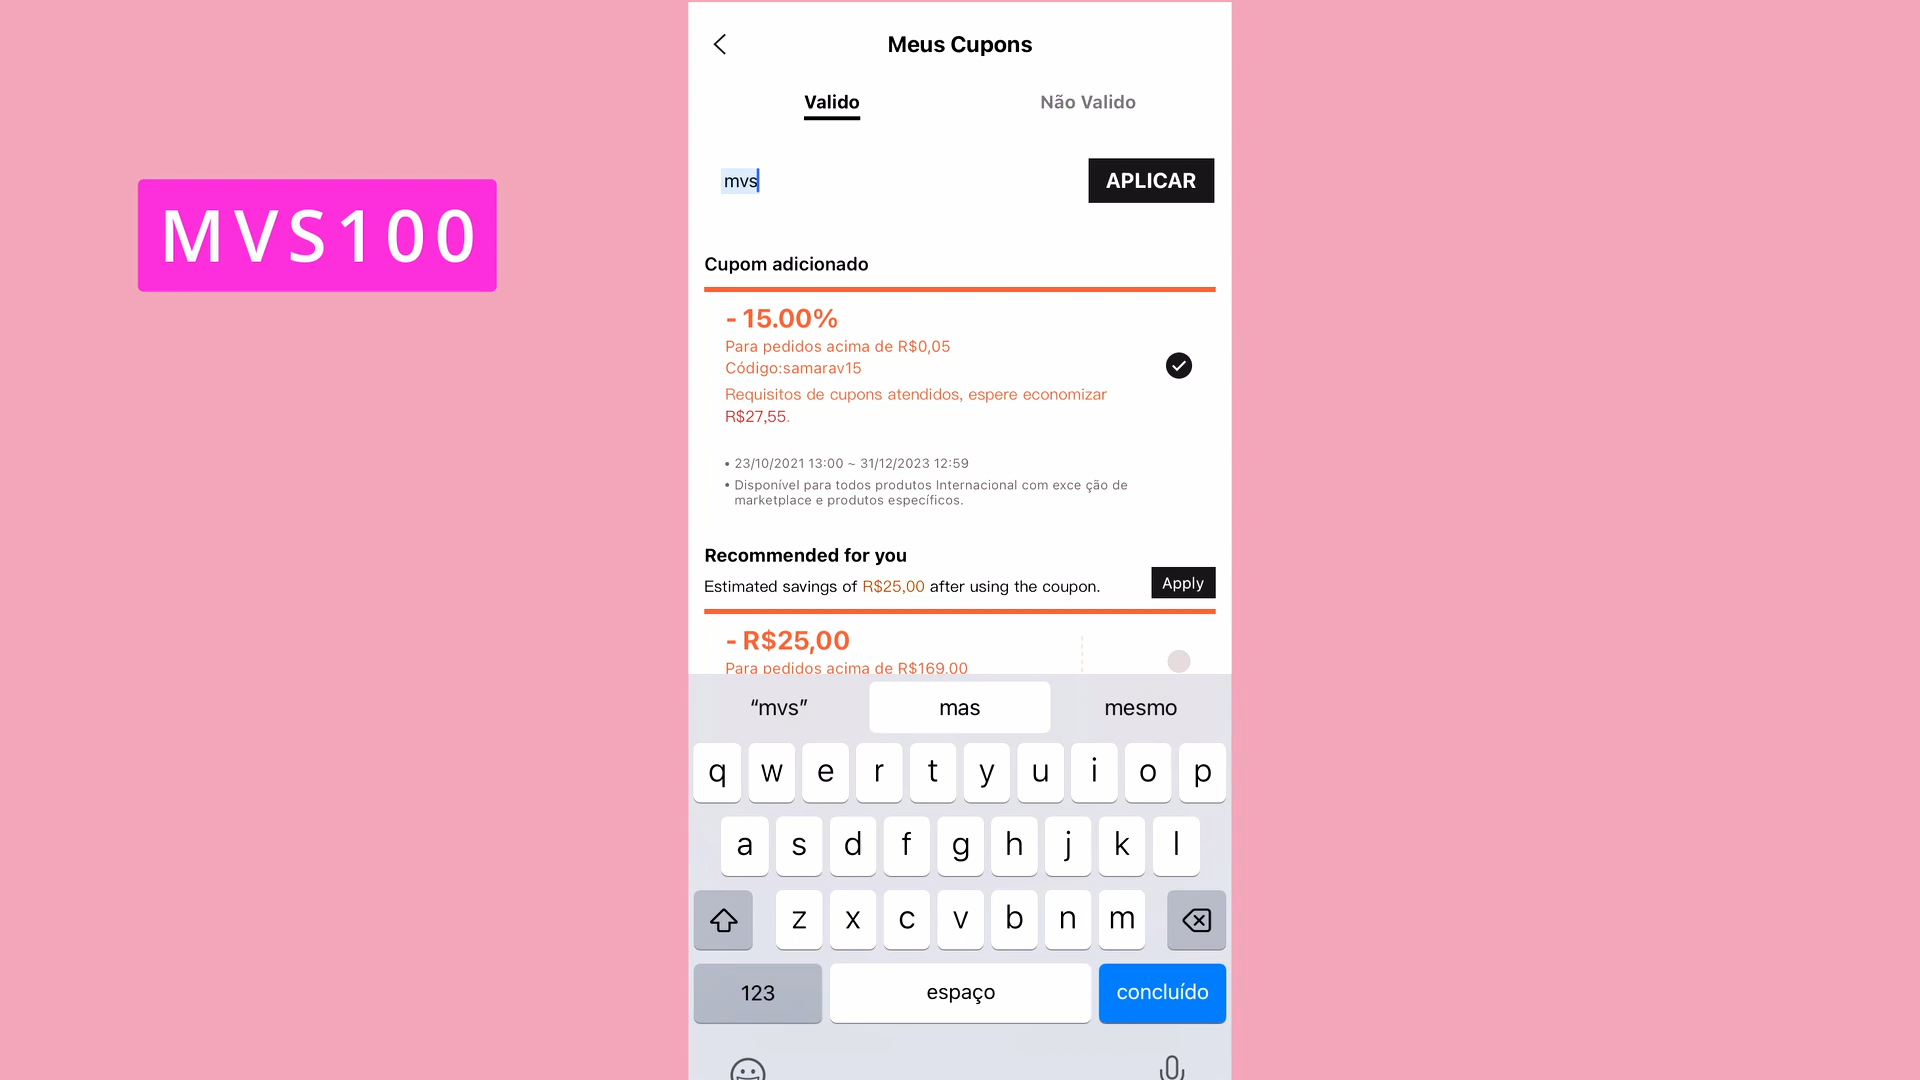 Meus Cupons
Valido
Não Valido
mvs
APLICAR
MVS100
Cupom adicionado
- 15.00%
Para pedidos acima de R$0,05
Código:samarav15
Requisitos de cupons atendidos, espere economizar
R$27,55.
• 23/10/2021 13:00 ~ 31/12/2023 12:59
• Disponível para todos produtos Internacional com exce ção de
marketplace e produtos específicos.
Recommended for you
Estimated savings of R$25,00 after using the coupon.
Apply
- R$25,00
Para pedidos acima de R$169,00
“mvs” mas mesmo
q w e r t y u i o p
a s d f g h j k l
z x c v b n m
123 espaço concluído